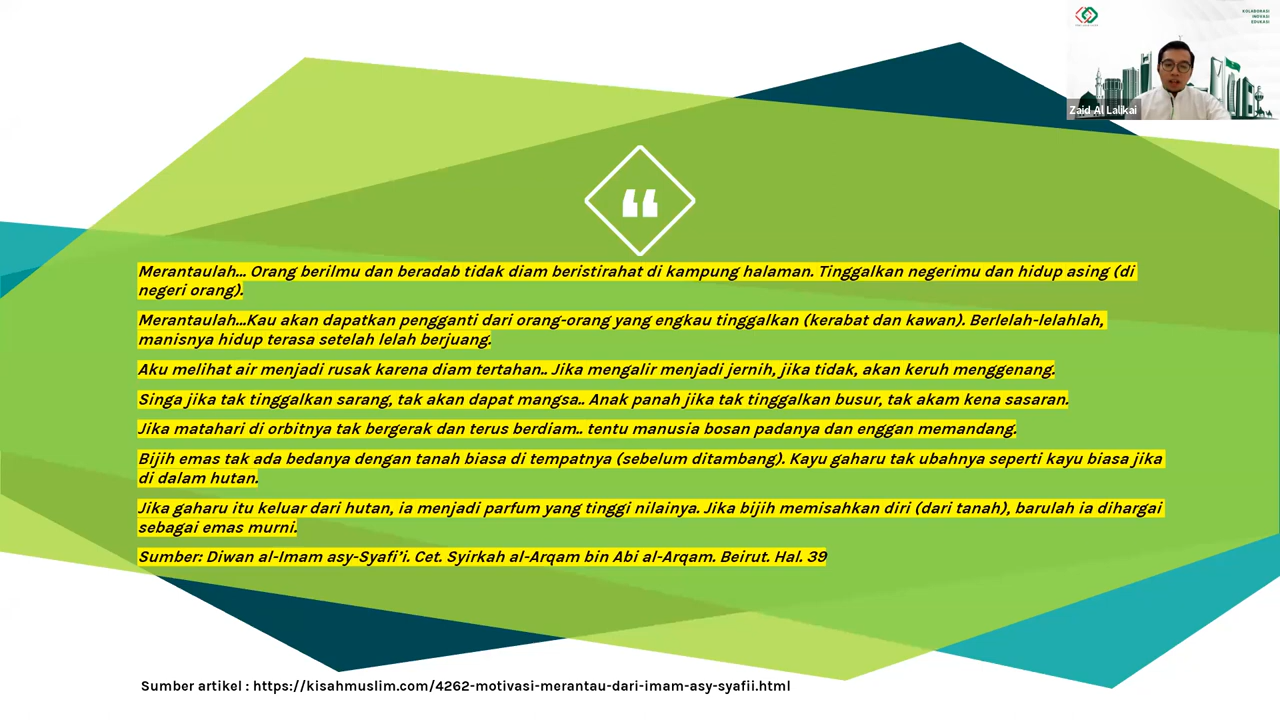 KOLABORASI
INOVASI
EDUKASI
Zaid Al Lalikai
“
Merantaulah... Orang berilmu dan beradab tidak diam beristirahat di kampung halaman. Tinggalkan negerimu dan hidup asing (di
negeri orang).
Merantaulah...Kau akan dapatkan pengganti dari orang-orang yang engkau tinggalkan (kerabat dan kawan). Berlelah-lelahlah,
manisnya hidup terasa setelah lelah berjuang.
Aku melihat air menjadi rusak karena diam tertahan.. Jika mengalir menjadi jernih, jika tidak, akan keruh menggenang.
Singa jika tak tinggalkan sarang, tak akan dapat mangsa.. Anak panah jika tak tinggalkan busur, tak akam kena sasaran.
Jika matahari di orbitnya tak bergerak dan terus berdiam.. tentu manusia bosan padanya dan enggan memandang.
Bijih emas tak ada bedanya dengan tanah biasa di tempatnya (sebelum ditambang). Kayu gaharu tak ubahnya seperti kayu biasa jika
di dalam hutan.
Jika gaharu itu keluar dari hutan, ia menjadi parfum yang tinggi nilainya. Jika bijih memisahkan diri (dari tanah), barulah ia dihargai
sebagai emas murni.
Sumber: Diwan al-Imam asy-Syafi’i. Cet. Syirkah al-Arqam bin Abi al-Arqam. Beirut. Hal. 39
Sumber artikel : https://kisahmuslim.com/4262-motivasi-merantau-dari-imam-asy-syafii.html